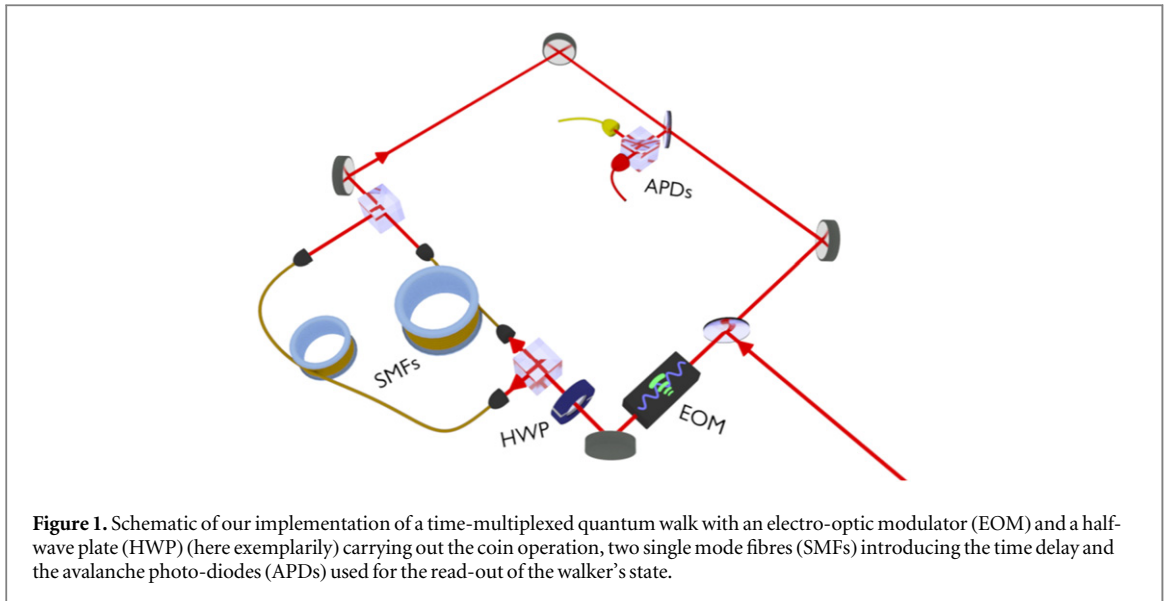 APDs
SMFs
HWP
EOM
Figure 1. Schematic of our implementation of a time-multiplexed quantum walk with an electro-optic modulator (EOM) and a half-
wave plate (HWP) (here exemplarily) carrying out the coin operation, two single mode fibres (SMFs) introducing the time delay and
the avalanche photo-diodes (APDs) used for the read-out of the walker's state.